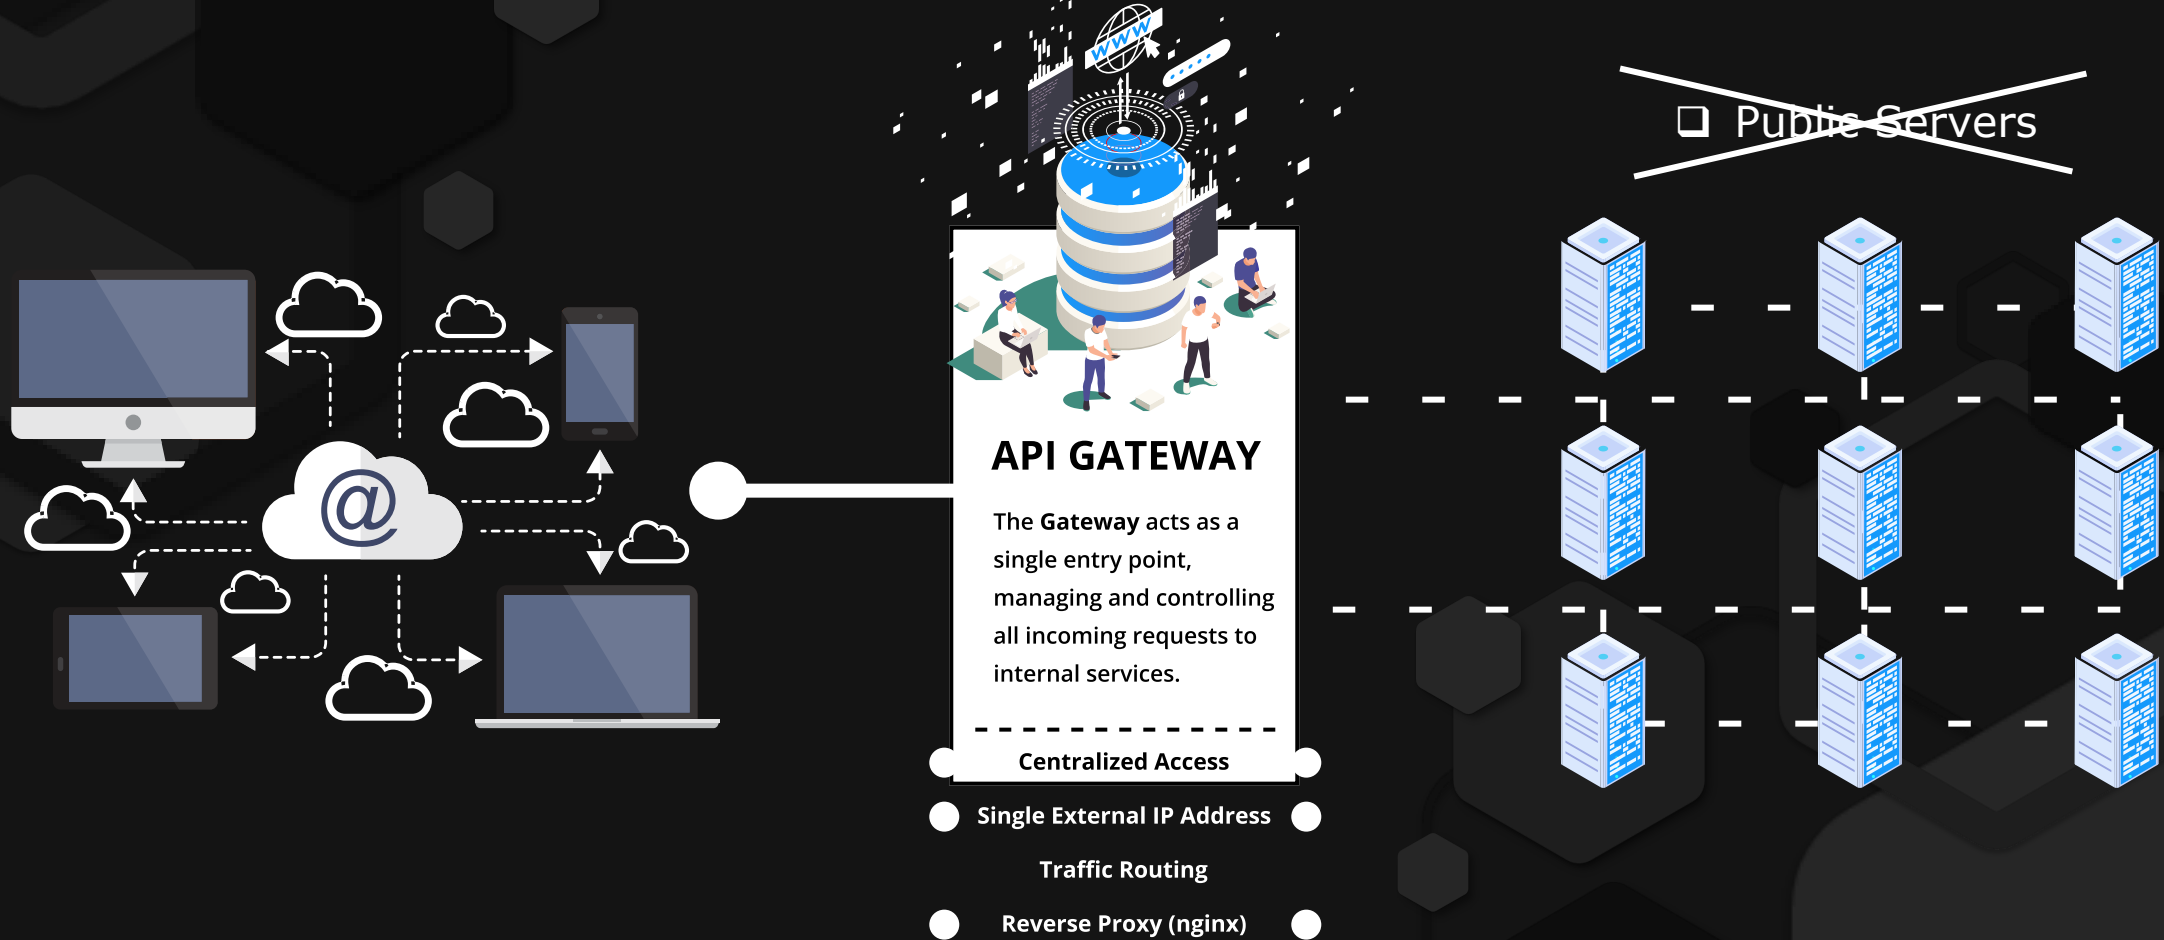 WWW
❏ Public Servers
@
API GATEWAY
The Gateway acts as a
single entry point,
managing and controlling
all incoming requests to
internal services.
Centralized Access
Single External IP Address
Traffic Routing
Reverse Proxy (nginx)